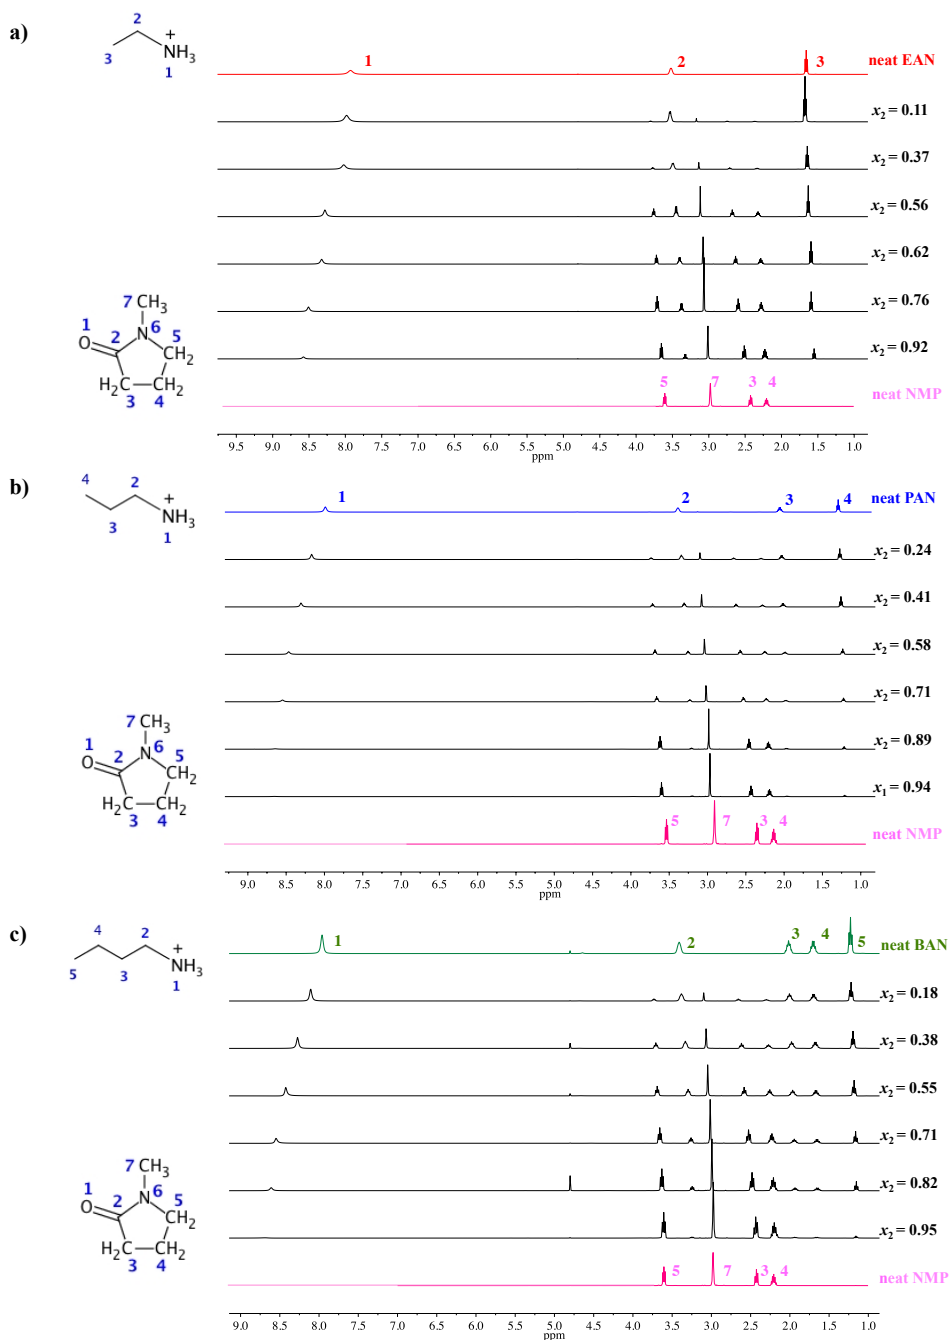 a)
2
+
3
NH3
1
1
2
3
neat EAN
x2 = 0.11
x2 = 0.37
x2 = 0.56
x2 = 0.62
x2 = 0.76
x2 = 0.92
7 CH3
1
O
N
2
6
5
CH2
H2C
CH2
3
4
5
7
3
4
neat NMP
9.5 9.0 8.5 8.0 7.5 7.0 6.5 6.0 5.5 5.0 4.5 4.0 3.5 3.0 2.5 2.0 1.5 1.0
ppm
b)
4
2
+
3
NH3
1
1
2
3
4
neat PAN
x2 = 0.24
x2 = 0.41
x2 = 0.58
x2 = 0.71
x2 = 0.89
x1 = 0.94
7 CH3
1
O
N
2
6
5
CH2
H2C
CH2
3
4
5
7
3
4
neat NMP
9.0 8.5 8.0 7.5 7.0 6.5 6.0 5.5 5.0 4.5 4.0 3.5 3.0 2.5 2.0 1.5 1.0
ppm
c)
4
2
+
5
3
NH3
1
1
2
3
4
5
neat BAN
x2 = 0.18
x2 = 0.38
x2 = 0.55
x2 = 0.71
x2 = 0.82
x2 = 0.95
7 CH3
1
O
N
2
6
5
CH2
H2C
CH2
3
4
5
7
3
4
neat NMP
9.0 8.5 8.0 7.5 7.0 6.5 6.0 5.5 5.0 4.5 4.0 3.5 3.0 2.5 2.0 1.5 1.0
ppm